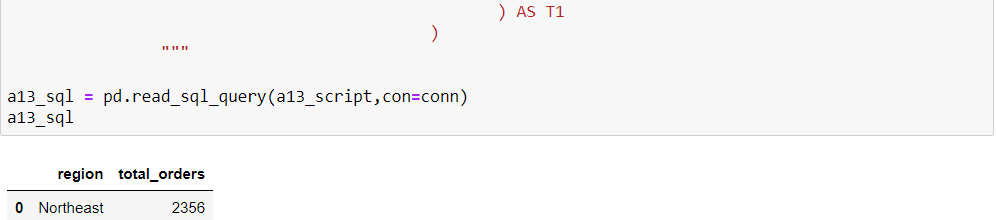 ) AS T1
)
"""
a13_sql = pd.read_sql_query(a13_script,con=conn)
a13_sql
region total_orders
0 Northeast 2356